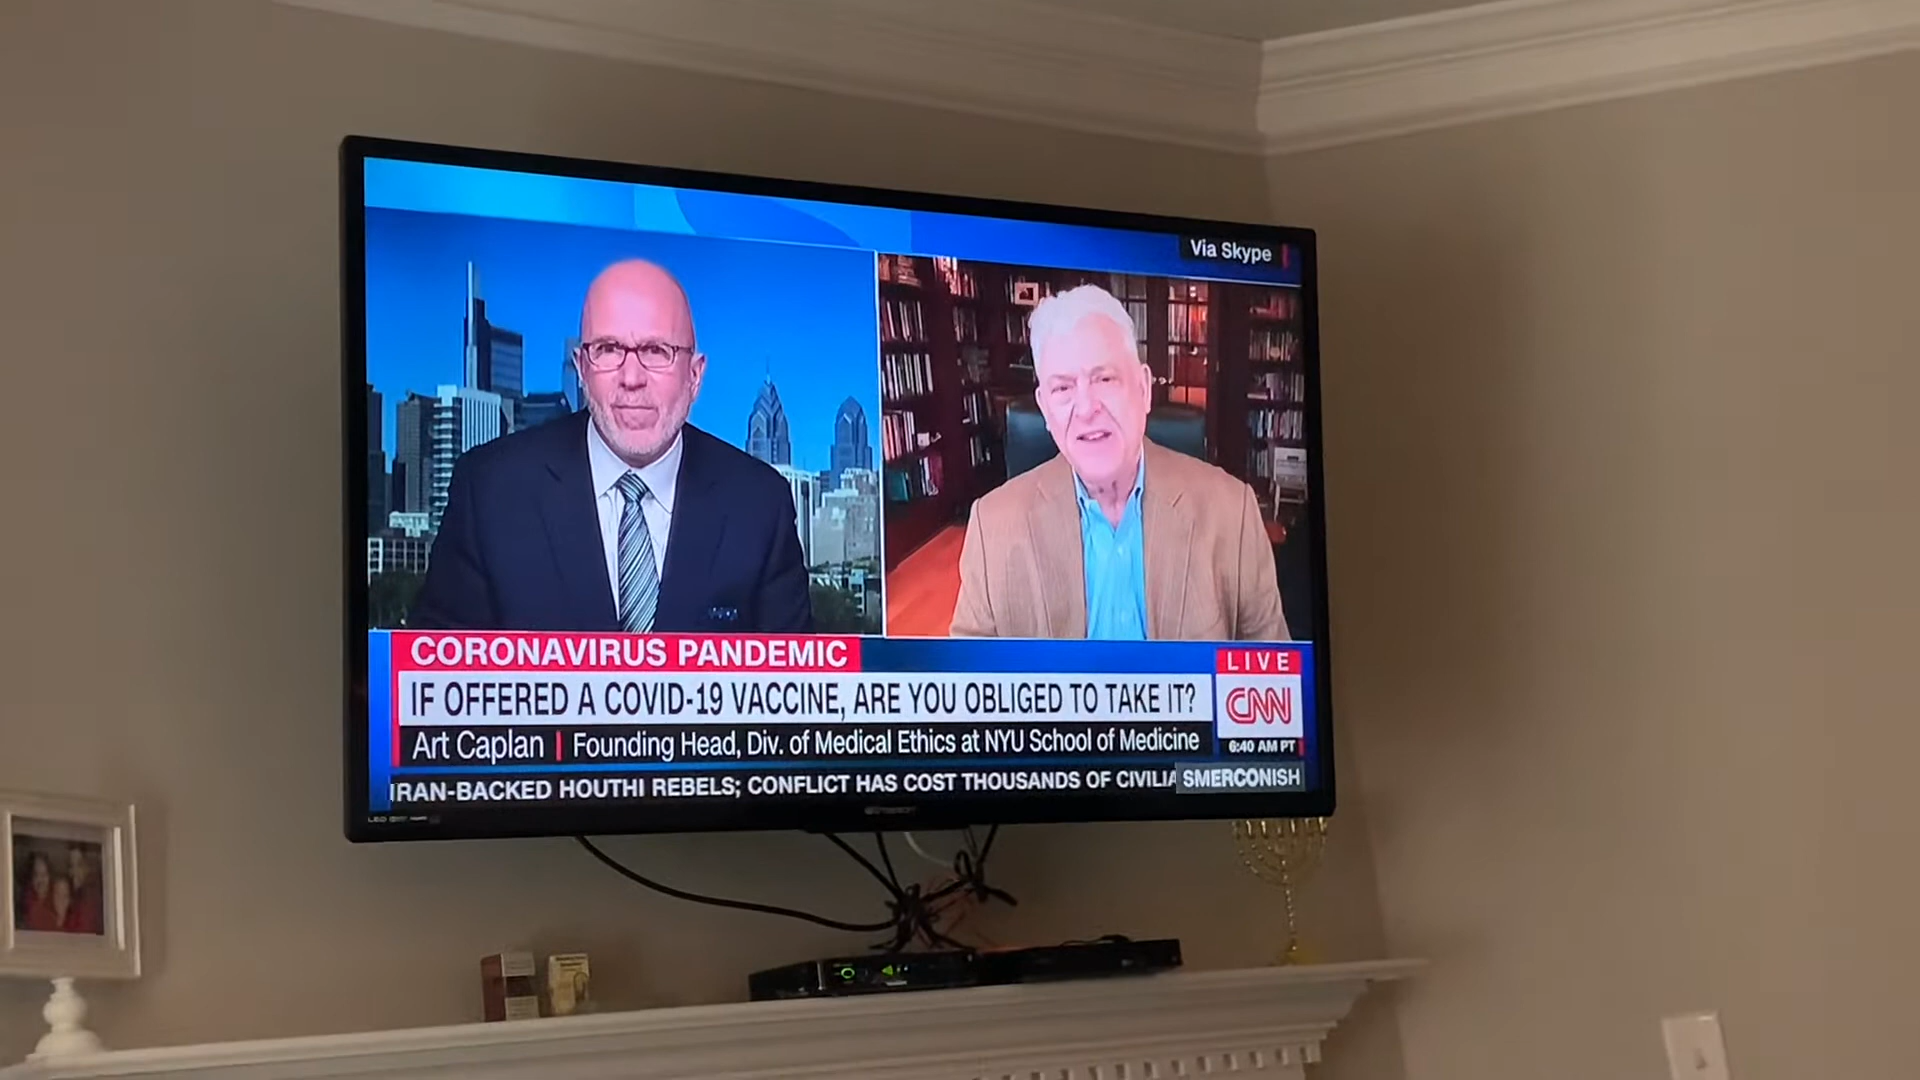 Via Skype
CORONAVIRUS PANDEMIC
LIVE
IF OFFERED A COVID-19 VACCINE, ARE YOU OBLIGED TO TAKE IT?
CNN
Art Caplan | Founding Head, Div. of Medical Ethics at NYU School of Medicine
6:40 AM PT
IRAN-BACKED HOUTHI REBELS; CONFLICT HAS COST THOUSANDS OF CIVILIA
SMERCONISH